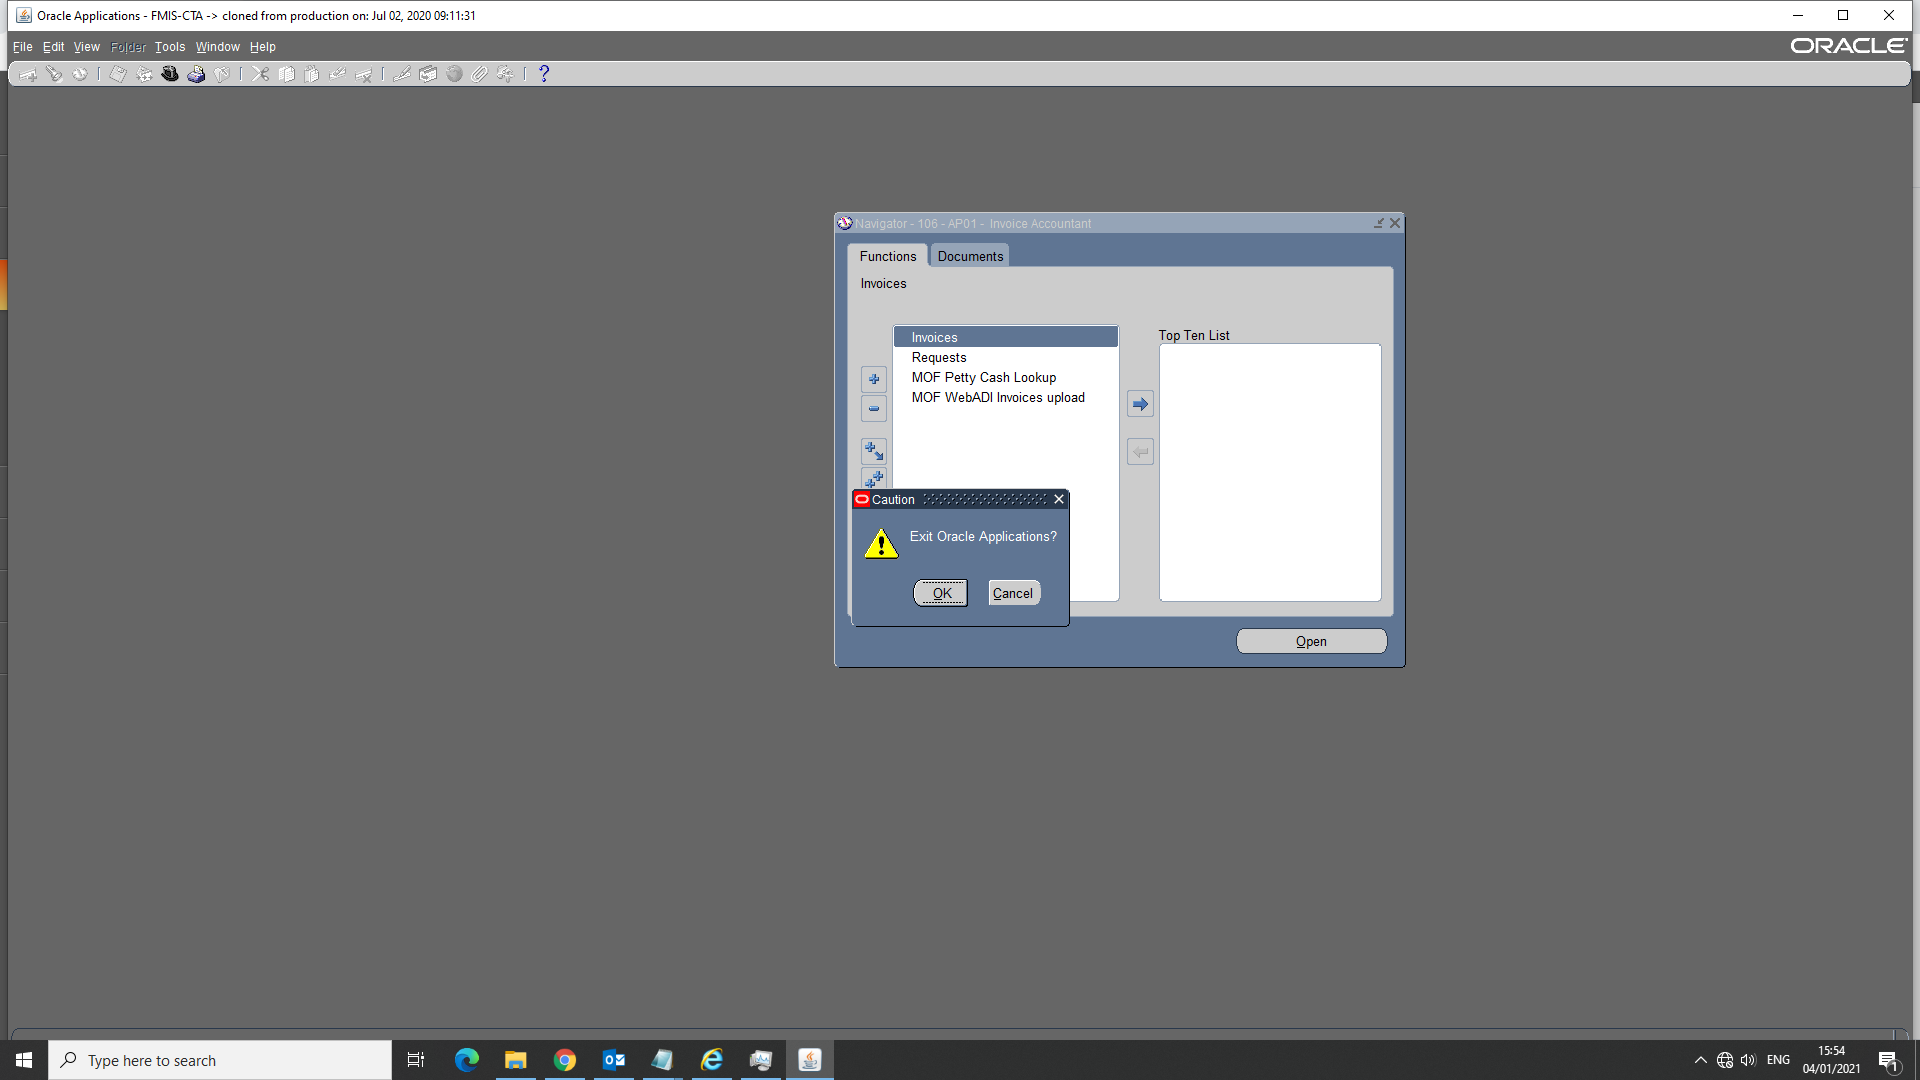 Oracle Applications - FMIS-CTA -> cloned from production on: Jul 02, 2020 09:11:31
File Edit View Folder Tools Window Help
ORACLE
Navigator - 106 - AP01 - Invoice Accountant
Functions Documents
Invoices
Top Ten List
Invoices
Requests
MOF Petty Cash Lookup
MOF WebADI Invoices upload
Caution
Exit Oracle Applications?
OK Cancel
Open
Type here to search
ENG
15:54
04/01/2021
1